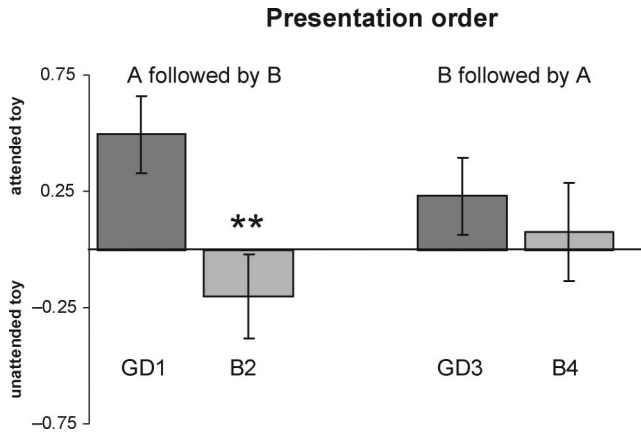 Presentation order
A followed by B
B followed by A
0.75
0.25
–0.25
–0.75
attended toy
unattended toy
**
GD1
B2
GD3
B4